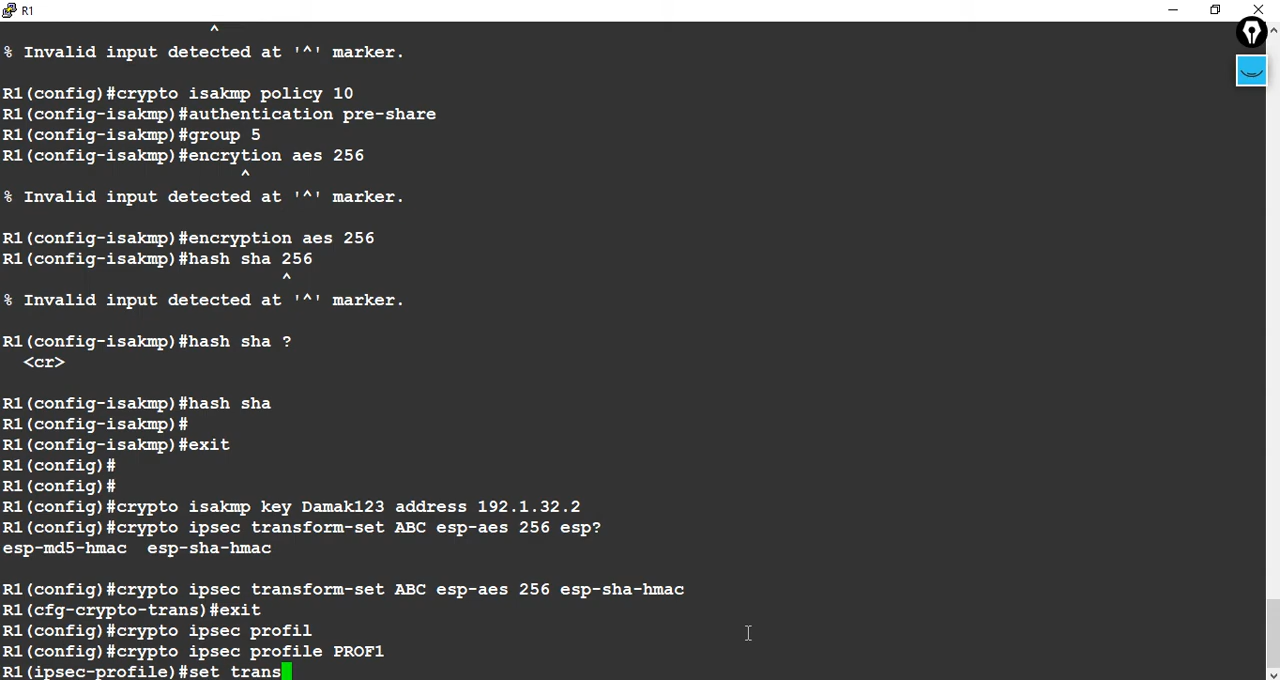 R1
^
% Invalid input detected at '^' marker.
R1(config)#crypto isakmp policy 10
R1(config-isakmp)#authentication pre-share
R1(config-isakmp)#group 5
R1(config-isakmp)#encrytion aes 256
^
% Invalid input detected at '^' marker.
R1(config-isakmp)#encryption aes 256
R1(config-isakmp)#hash sha 256
^
% Invalid input detected at '^' marker.
R1(config-isakmp)#hash sha ?
<cr>
R1(config-isakmp)#hash sha
R1(config-isakmp)#
R1(config-isakmp)#exit
R1(config)#
R1(config)#
R1(config)#crypto isakmp key Damak123 address 192.1.32.2
R1(config)#crypto ipsec transform-set ABC esp-aes 256 esp?
esp-md5-hmac  esp-sha-hmac
R1(config)#crypto ipsec transform-set ABC esp-aes 256 esp-sha-hmac
R1(cfg-crypto-trans)#exit
R1(config)#crypto ipsec profil
R1(config)#crypto ipsec profile PROF1
R1(ipsec-profile)#set trans